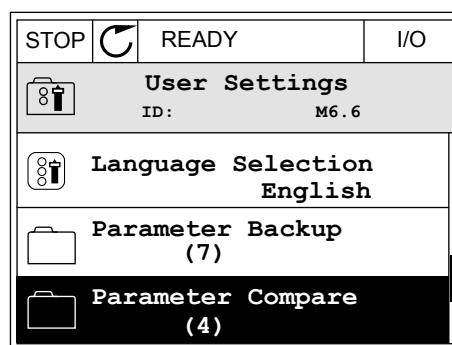 STOP READY I/O
User Settings
ID: M6.6
Language Selection
English
Parameter Backup
(7)
Parameter Compare
(4)